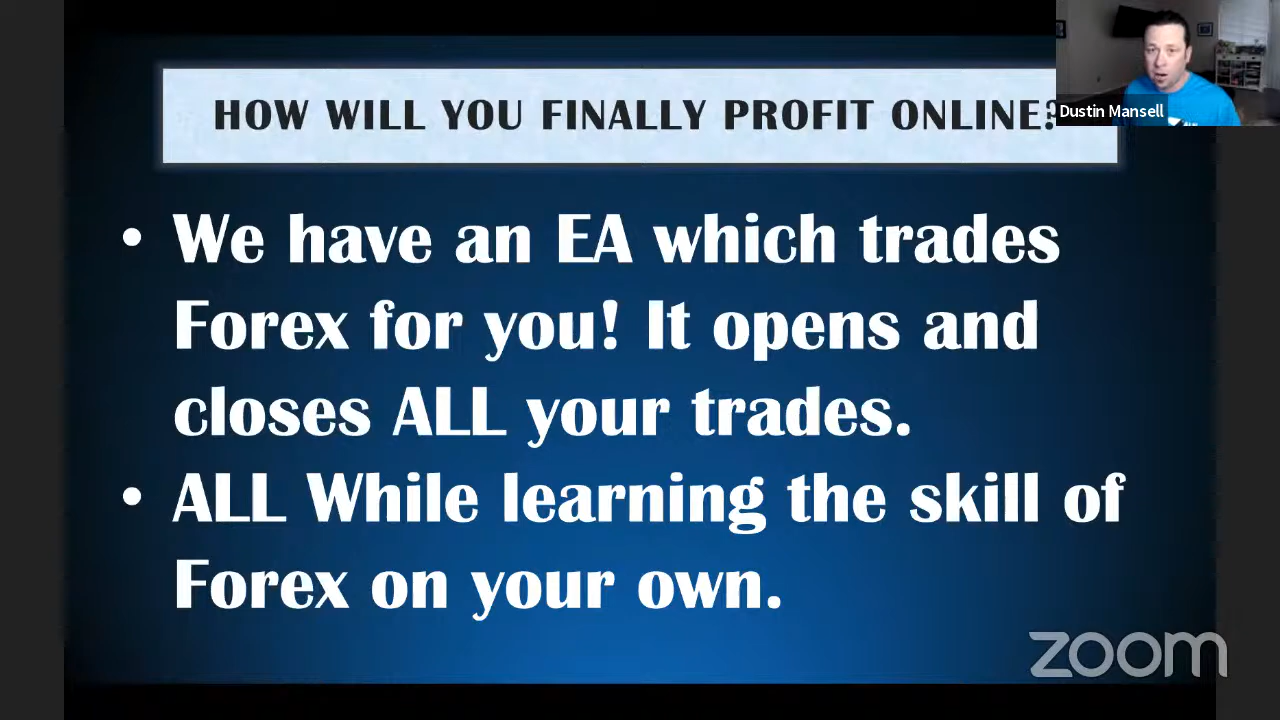 HOW WILL YOU FINALLY PROFIT ONLINE?
Dustin Mansell
• We have an EA which trades
Forex for you! It opens and
closes ALL your trades.
• ALL While learning the skill of
Forex on your own.
zoom